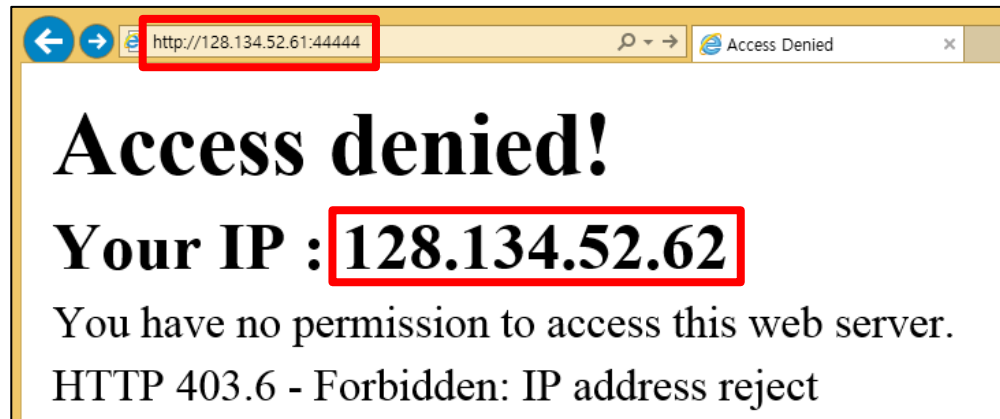 http://128.134.52.61:44444
Access Denied
Access denied!
Your IP : 128.134.52.62
You have no permission to access this web server.
HTTP 403.6 - Forbidden: IP address reject